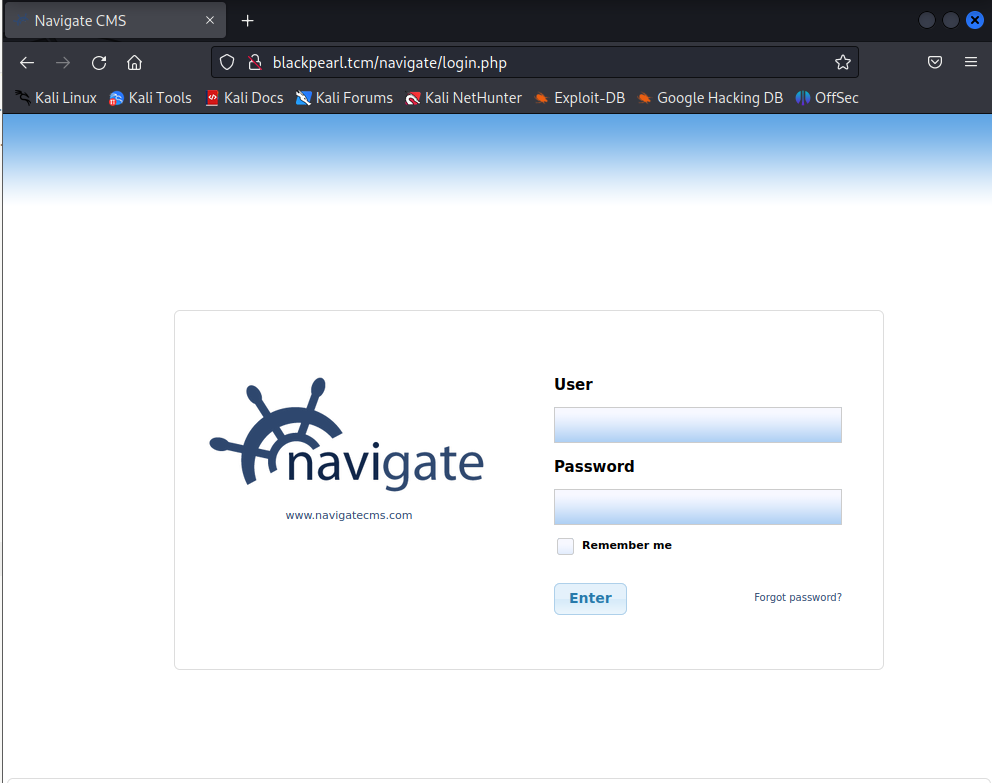 Navigate CMS
blackpearl.tcm/navigate/login.php
Kali Linux Kali Tools Kali Docs Kali Forums Kali NetHunter Exploit-DB Google Hacking DB OffSec
User
navigate
Password
www.navigatecms.com
Remember me
Enter Forgot password?